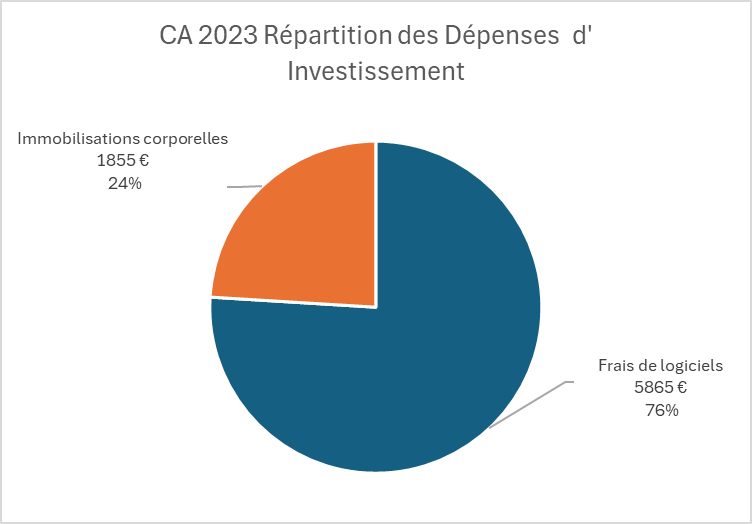 CA 2023 Répartition des Dépenses  d'
Investissement
Immobilisations corporelles
1855 €
24%
Frais de logiciels
5865 €
76%